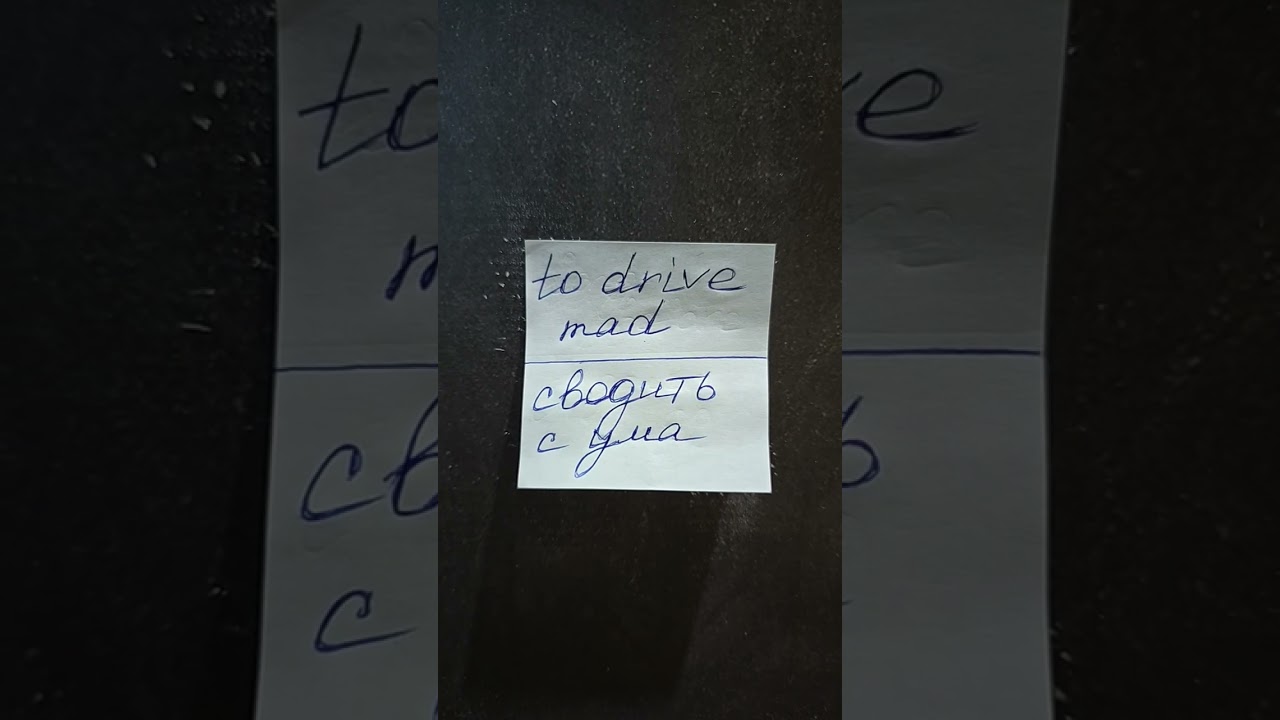 to drive
mad
сводить
с ума